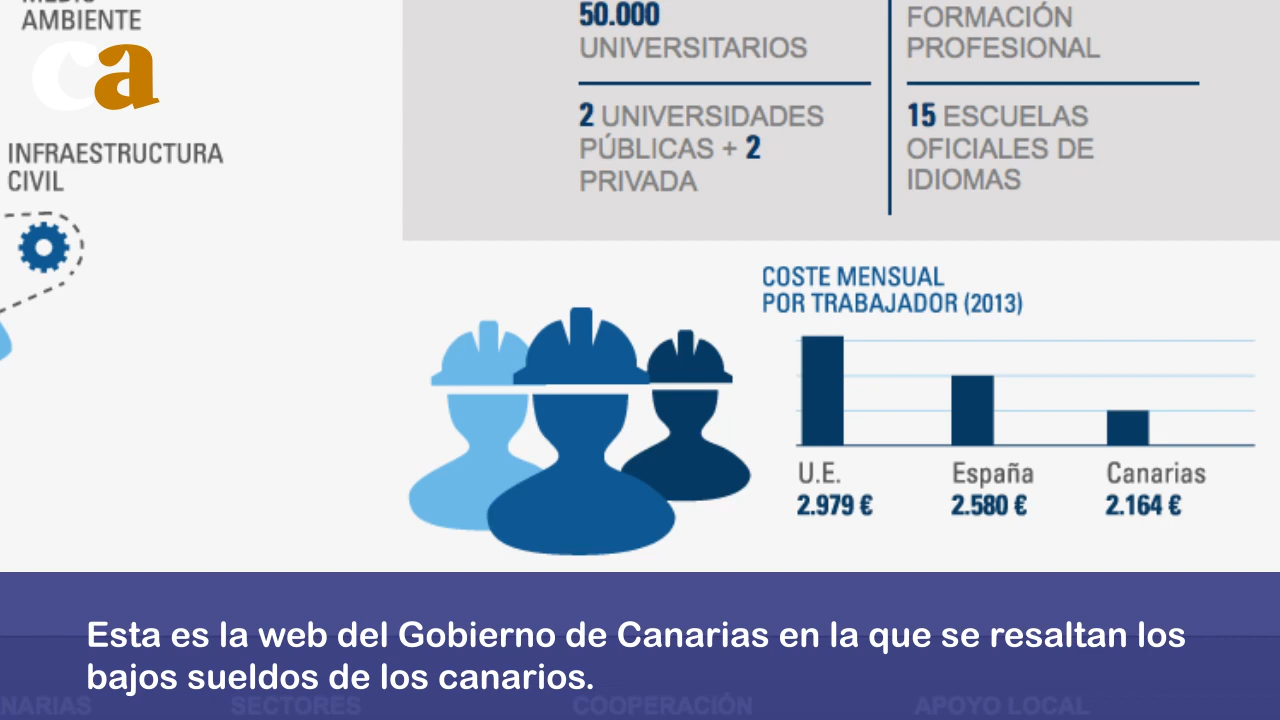 MEDIO
AMBIENTE
ca
INFRAESTRUCTURA
CIVIL
50.000
UNIVERSITARIOS
2 UNIVERSIDADES
PÚBLICAS + 2
PRIVADA
FORMACIÓN
PROFESIONAL
15 ESCUELAS
OFICIALES DE
IDIOMAS
COSTE MENSUAL
POR TRABAJADOR (2013)
U.E. España Canarias
2.979 € 2.580 € 2.164 €
Esta es la web del Gobierno de Canarias en la que se resaltan los
bajos sueldos de los canarios.
NARIAS SECTORES COOPERACIÓN APOYO LOCAL